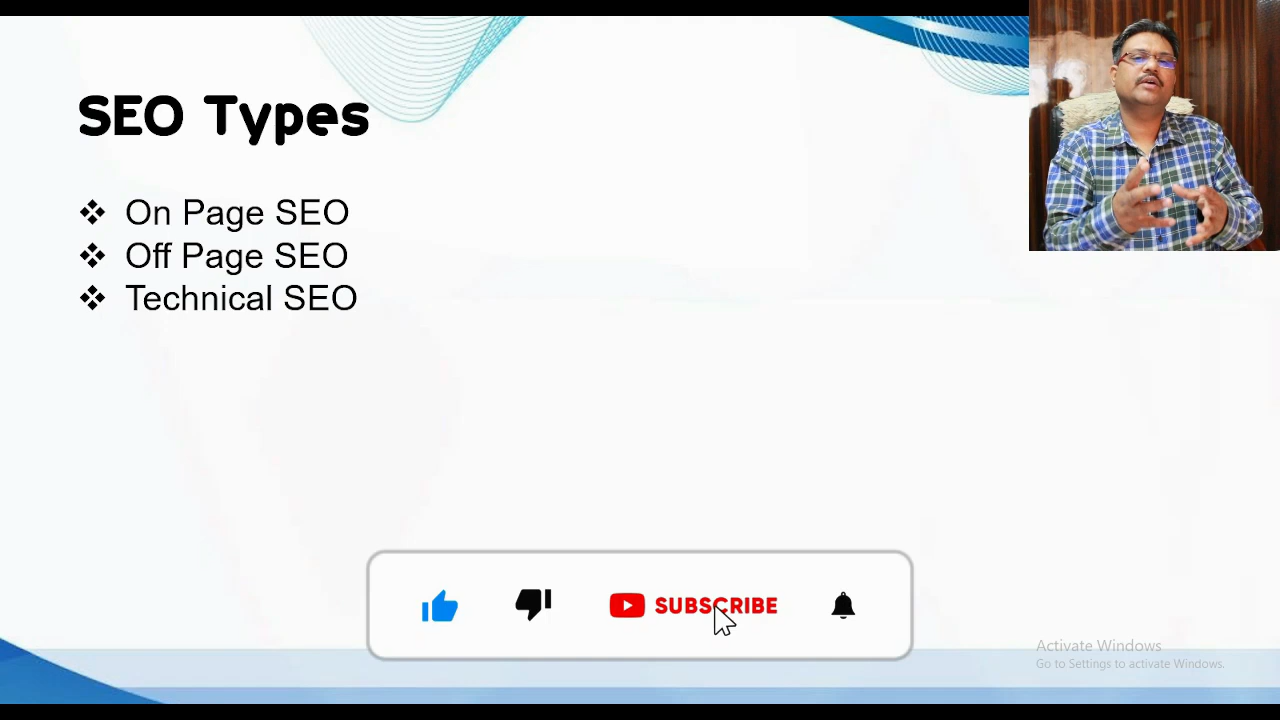 SEO Types
On Page SEO
Off Page SEO
Technical SEO
SUBSCRIBE
Activate Windows
Go to Settings to activate Windows.